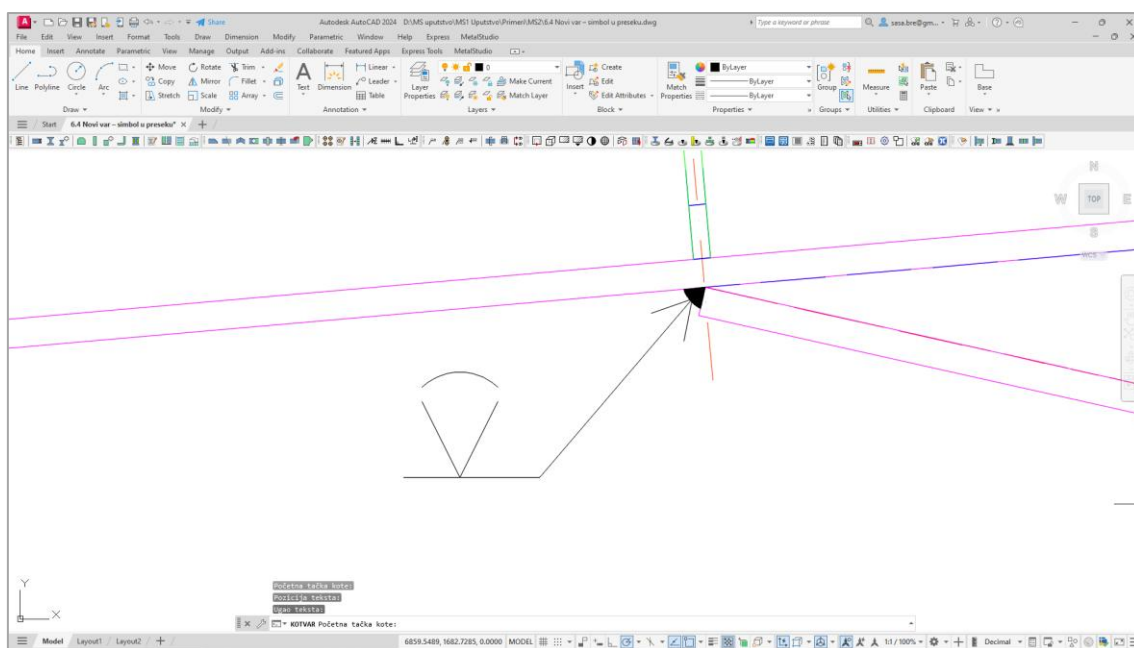 A Share Autodesk AutoCAD 2024 D:\MS uputstvo\MS1 Uputstvo\Primeri\MS2\6.4 Novi var – simbol u preseku.dwg Type a keyword or phrase sesa.bre@gm...
File Edit View Insert Format Tools Draw Dimension Modify Parametric Window Help Express MetalStudio
Home Insert Annotate Parametric View Manage Output Add-ins Collaborate Featured Apps Express Tools MetalStudio
Line Polyline Circle Arc
Move Rotate Trim
Copy Mirror Fillet
Stretch Scale Array
Text Dimension
Linear
Leader
Table
Layer Properties
0
Make Current
Match Layer
Insert
Create
Edit
Edit Attributes
Match Properties
ByLayer
ByLayer
ByLayer
Group
Measure
Paste
Base
Draw Modify Annotation Layers Block Properties Groups Utilities Clipboard View
Start 6.4 Novi var – simbol u preseku*
N
W TOP E
S
WCS
Y
X
Početna tačka kote:
Pozicija teksta:
Ugao teksta:
KOTVAR Početna tačka kote:
Model Layout1 Layout2 6859.5489, 1682.7285, 0.0000 MODEL 1:1 / 100% Decimal